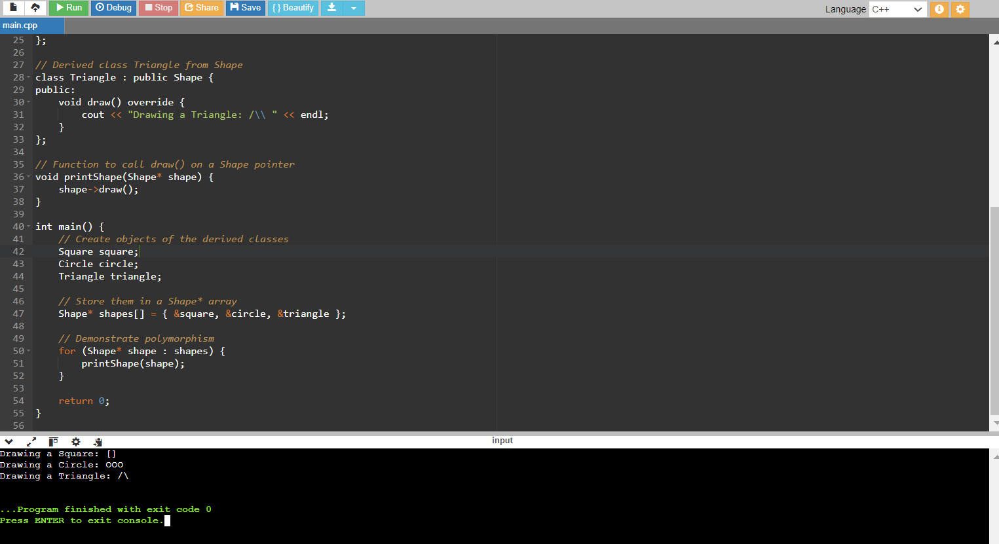 Run Debug Stop Share Save { } Beautify Language C++
main.cpp
25 };
26
27 // Derived class Triangle from Shape
28 class Triangle : public Shape {
29 public:
30     void draw() override {
31         cout << "Drawing a Triangle: /\\ " << endl;
32     }
33 };
34
35 // Function to call draw() on a Shape pointer
36 void printShape(Shape* shape) {
37     shape->draw();
38 }
39
40 int main() {
41     // Create objects of the derived classes
42     Square square;
43     Circle circle;
44     Triangle triangle;
45
46     // Store them in a Shape* array
47     Shape* shapes[] = { &square, &circle, &triangle };
48
49     // Demonstrate polymorphism
50     for (Shape* shape : shapes) {
51         printShape(shape);
52     }
53
54     return 0;
55 }
56
input
Drawing a Square: []
Drawing a Circle: OOO
Drawing a Triangle: /\
...Program finished with exit code 0
Press ENTER to exit console.